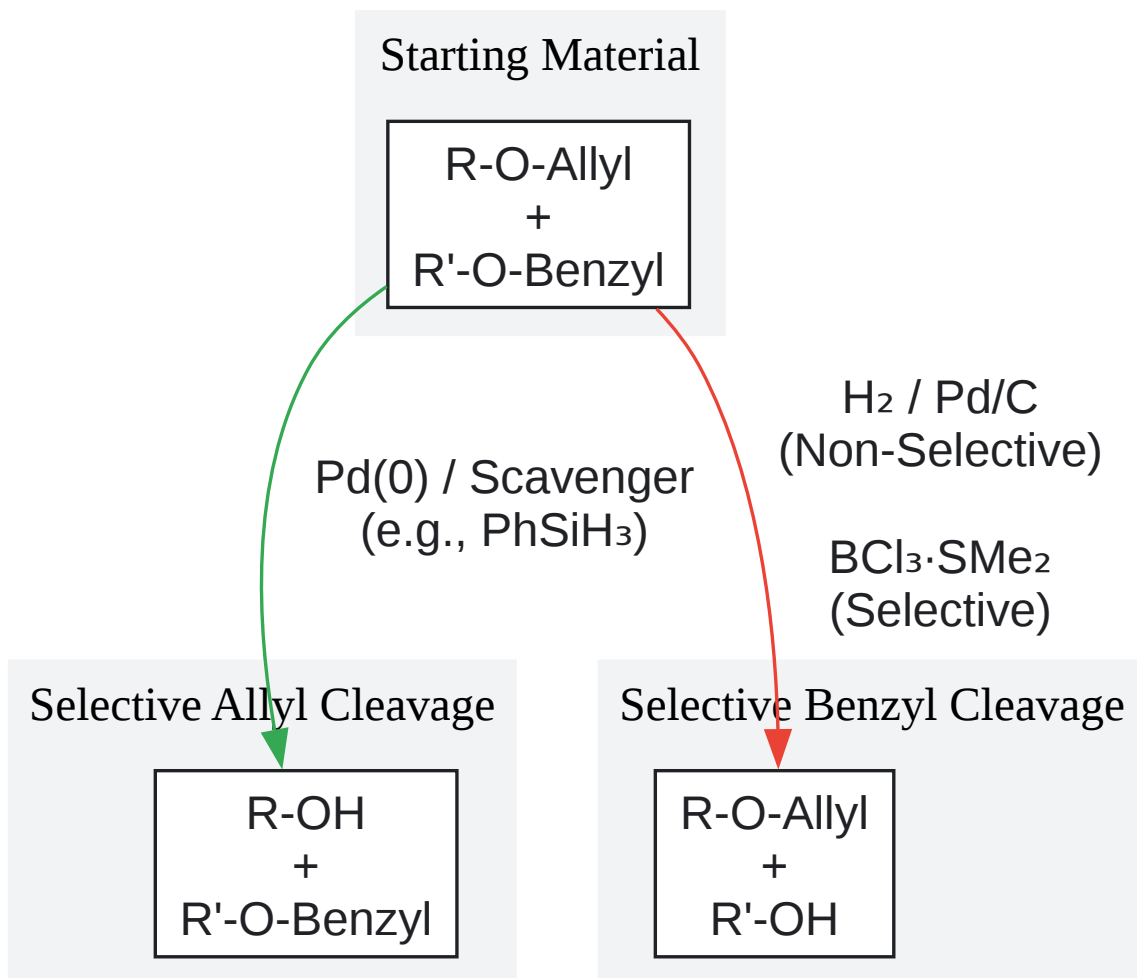 Starting Material
R-O-Allyl
+
R'-O-Benzyl
H₂ / Pd/C
(Non-Selective)
Pd(0) / Scavenger
(e.g., PhSiH₃)
BCl₃·SMe₂
(Selective)
Selective Allyl Cleavage
R-OH
+
R'-O-Benzyl
Selective Benzyl Cleavage
R-O-Allyl
+
R'-OH